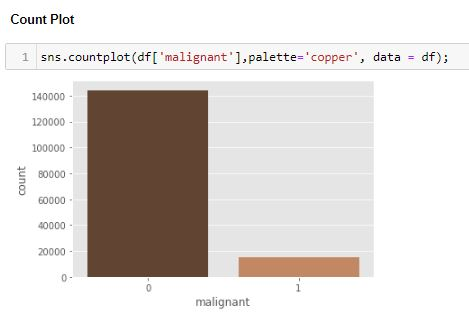 Count Plot
1 sns.countplot(df['malignant'],palette='copper', data = df);
140000
120000
100000
80000
60000
40000
20000
0
count
0 1
malignant